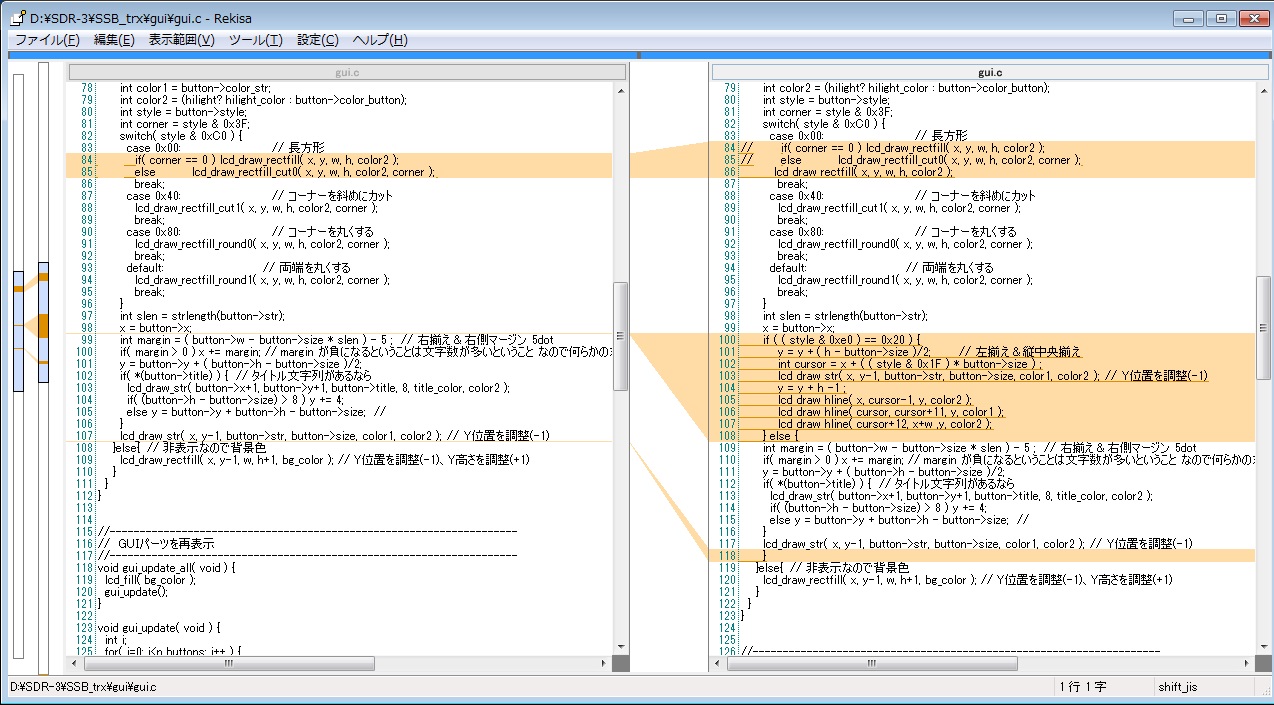 D:¥SDR-3¥SSB_trx¥gui¥gui.c - Rekisa
ファイル(F) 編集(E) 表示範囲(V) ツール(T) 設定(C) ヘルプ(H)
gui.c
78 int color1 = button->color_str;
79 int color2 = (hilight? hilight_color : button->color_button);
80 int style = button->style;
81 int corner = style & 0x3F;
82 switch( style & 0xC0 ) {
83 case 0x00: // 長方形
84 if( corner == 0 ) lcd_draw_rectfill( x, y, w, h, color2 );
85 else lcd_draw_rectfill_cut0( x, y, w, h, color2, corner );
86 break;
87 case 0x40: // コーナーを斜めにカット
88 lcd_draw_rectfill_cut1( x, y, w, h, color2, corner );
89 break;
90 case 0x80: // コーナーを丸くする
91 lcd_draw_rectfill_round0( x, y, w, h, color2, corner );
92 break;
93 default: // 両端を丸くする
94 lcd_draw_rectfill_round1( x, y, w, h, color2, corner );
95 break;
96 }
97 int slen = strlength(button->str);
98 x = button->x;
99 int margin = ( button->w - button->size * slen ) - 5 ; // 右揃え＆右側マージン 5dot
100 if( margin > 0 ) x += margin; // margin が負になるということは文字数が多いということ なので何らかの
101 y = button->y + ( button->h - button->size )/2;
102 if( *(button->title) ) { // タイトル文字列があるなら
103 lcd_draw_str( button->x+1, button->y+1, button->title, 8, title_color, color2 );
104 if( (button->h - button->size) > 8 ) y += 4;
105 else y = button->y + button->h - button->size; //
106 }
107 lcd_draw_str( x, y-1, button->str, button->size, color1, color2 ); // Y位置を調整(-1)
108 }else{ // 非表示なので背景色
109 lcd_draw_rectfill( x, y-1, w, h+1, bg_color ); // Y位置を調整(-1)、Y高さを調整(+1)
110 }
111 }
112 }
113
114
115 //--------------------------------------------------------------------
116 // GUIパーツを再表示
117 //--------------------------------------------------------------------
118 void gui_update_all( void ) {
119 lcd_fill( bg_color );
120 gui_update();
121 }
122
123 void gui_update( void ) {
124 int i;
125 for( i=0; i<n_buttons; i++ ) {
gui.c
79 int color2 = (hilight? hilight_color : button->color_button);
80 int style = button->style;
81 int corner = style & 0x3F;
82 switch( style & 0xC0 ) {
83 case 0x00: // 長方形
84 // if( corner == 0 ) lcd_draw_rectfill( x, y, w, h, color2 );
85 // else lcd_draw_rectfill_cut0( x, y, w, h, color2, corner );
86 lcd_draw_rectfill( x, y, w, h, color2 );
87 break;
88 case 0x40: // コーナーを斜めにカット
89 lcd_draw_rectfill_cut1( x, y, w, h, color2, corner );
90 break;
91 case 0x80: // コーナーを丸くする
92 lcd_draw_rectfill_round0( x, y, w, h, color2, corner );
93 break;
94 default: // 両端を丸くする
95 lcd_draw_rectfill_round1( x, y, w, h, color2, corner );
96 break;
97 }
98 int slen = strlength(button->str);
99 x = button->x;
100 if ( ( style & 0xe0 ) == 0x20 ) {
101 y = y + ( h - button->size )/2; // 左揃え＆縦中央揃え
102 int cursor = x + ( ( style & 0x1F ) * button->size ) ;
103 lcd_draw_str( x, y-1, button->str, button->size, color1, color2 ); // Y位置を調整(-1)
104 y = y + h -1 ;
105 lcd_draw_hline( x, cursor-1, y, color2 );
106 lcd_draw_hline( cursor, cursor+11, y, color1 );
107 lcd_draw_hline( cursor+12, x+w ,y, color2 );
108 } else {
109 int margin = ( button->w - button->size * slen ) - 5 ; // 右揃え＆右側マージン 5dot
110 if( margin > 0 ) x += margin; // margin が負になるということは文字数が多いということ なので何らかの
111 y = button->y + ( button->h - button->size )/2;
112 if( *(button->title) ) { // タイトル文字列があるなら
113 lcd_draw_str( button->x+1, button->y+1, button->title, 8, title_color, color2 );
114 if( (button->h - button->size) > 8 ) y += 4;
115 else y = button->y + button->h - button->size; //
116 }
117 lcd_draw_str( x, y-1, button->str, button->size, color1, color2 ); // Y位置を調整(-1)
118 }
119 }else{ // 非表示なので背景色
120 lcd_draw_rectfill( x, y-1, w, h+1, bg_color ); // Y位置を調整(-1)、Y高さを調整(+1)
121 }
122 }
123 }
124
125
126 //--------------------------------------------------------------------
D:¥SDR-3¥SSB_trx¥gui¥gui.c 1 行 1 字 shift_jis